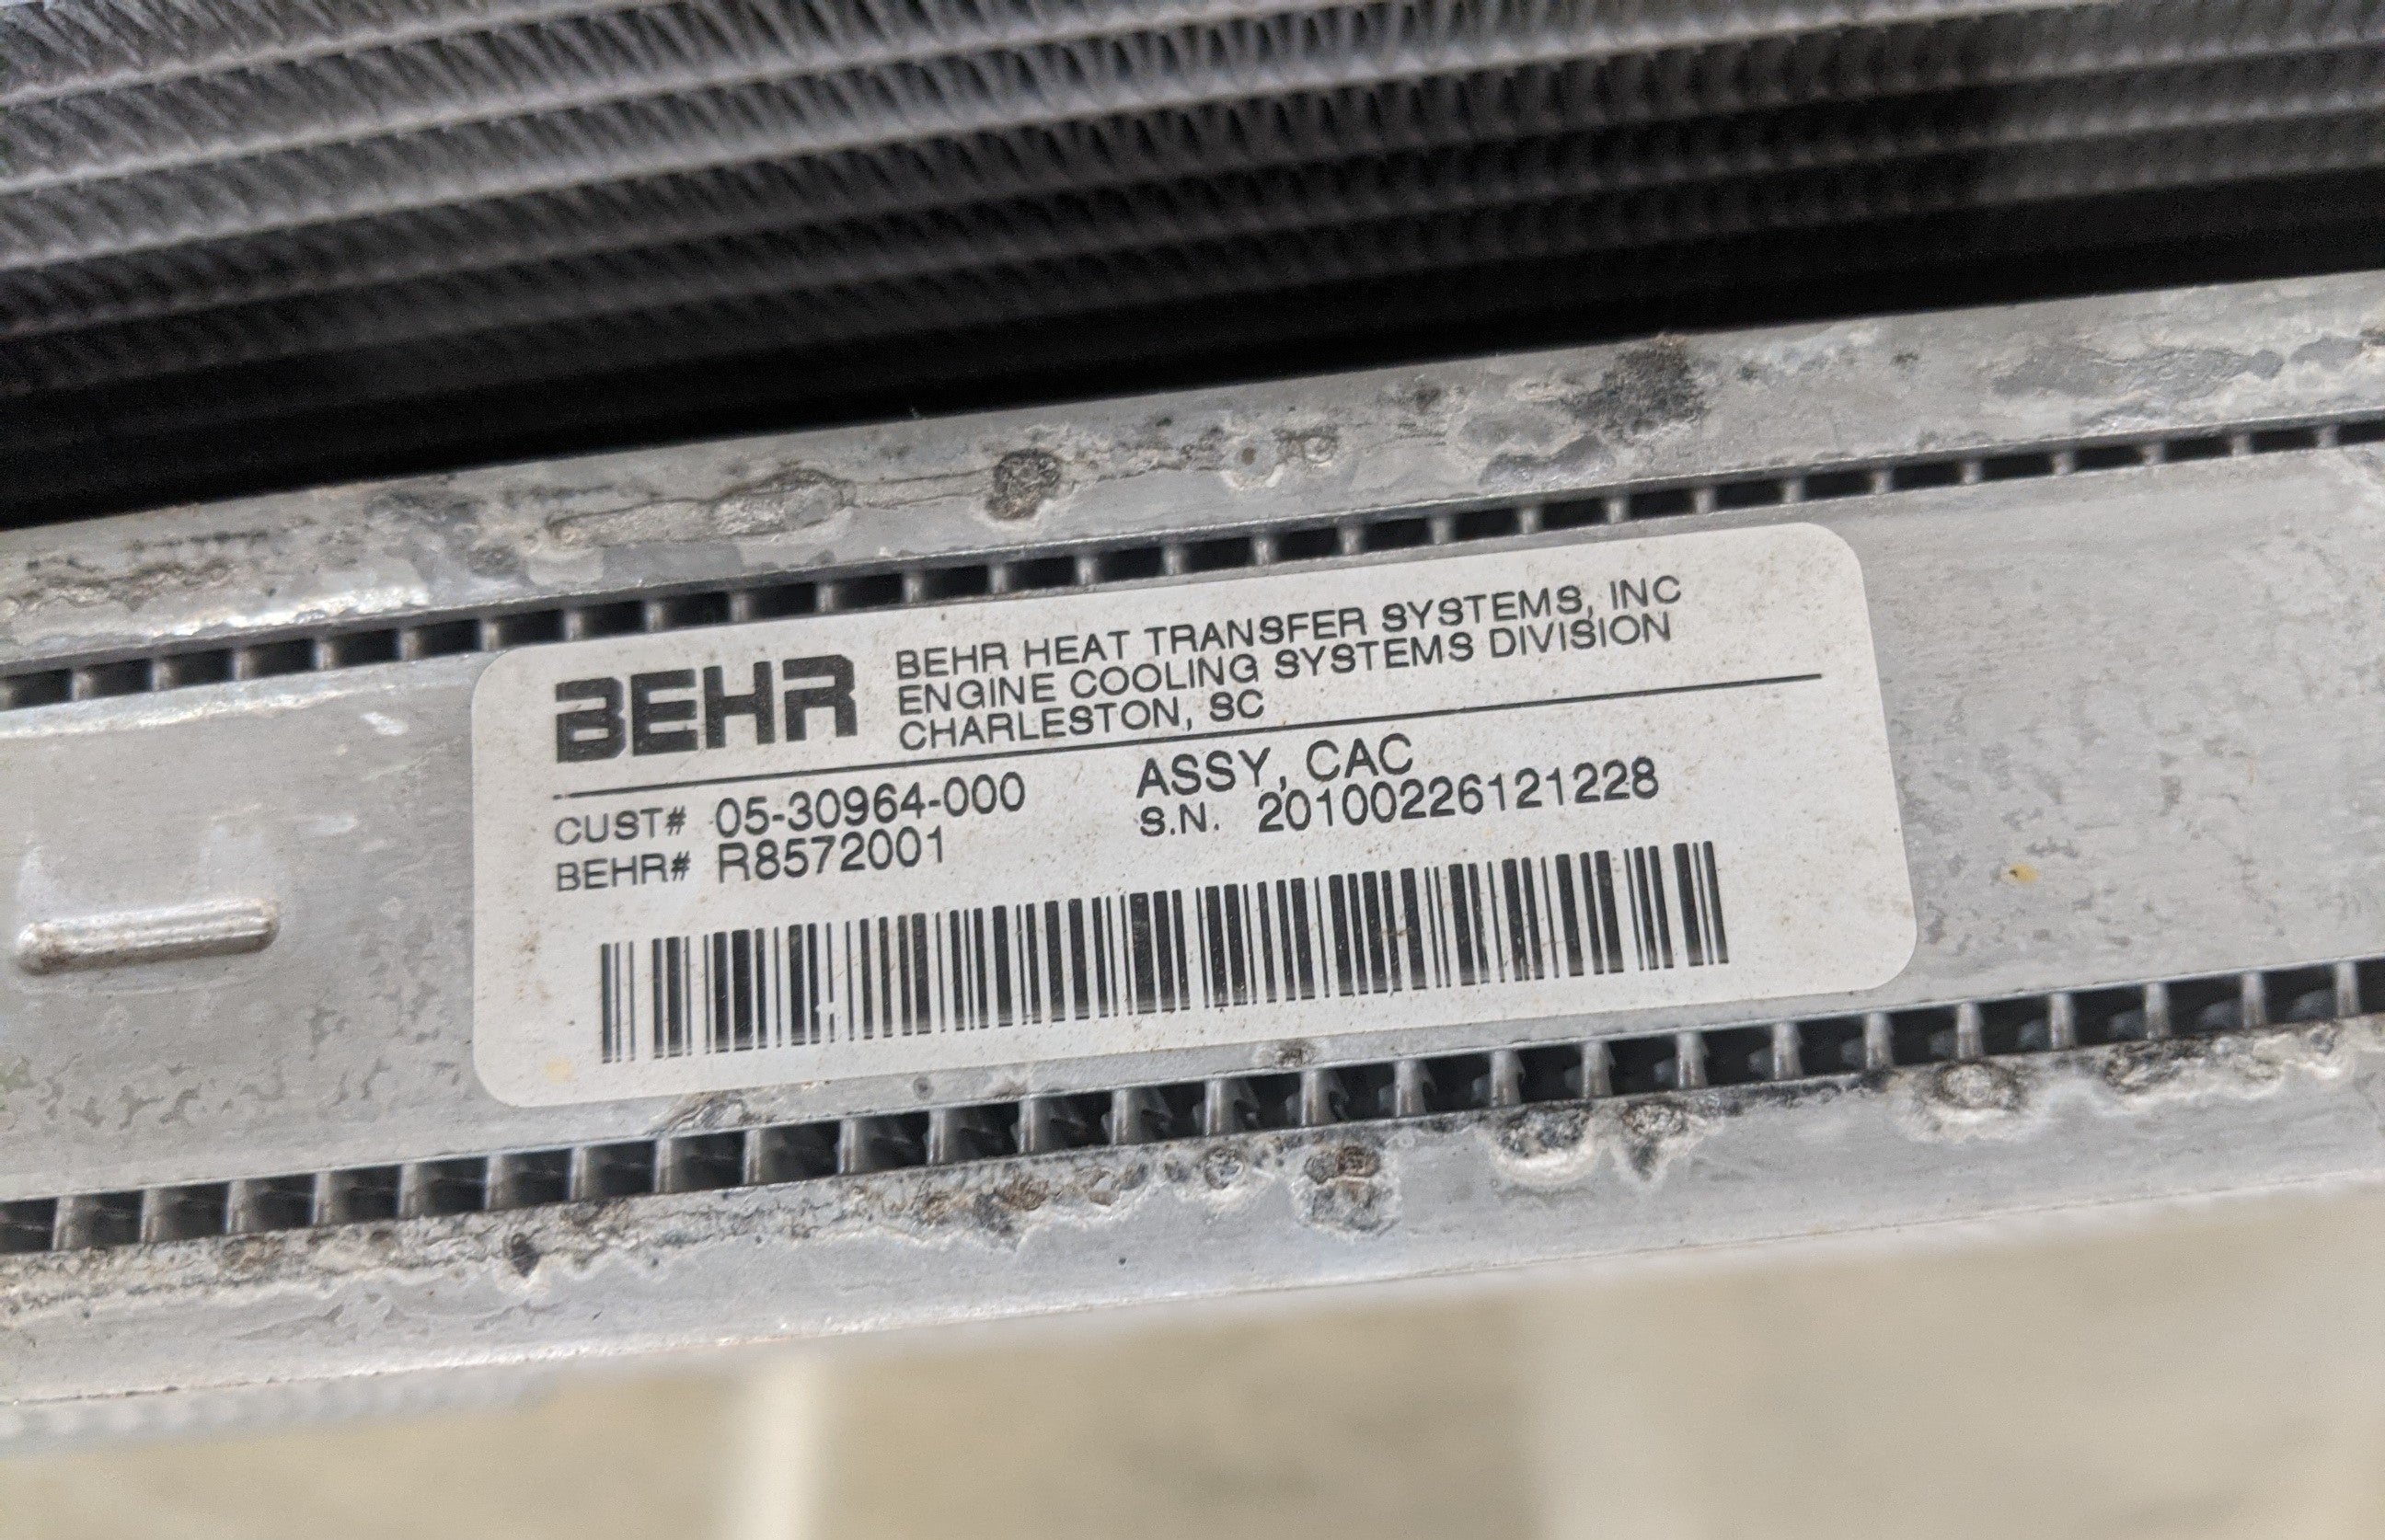 BEHR
BEHR HEAT TRANSFER SYSTEMS, INC
ENGINE COOLING SYSTEMS DIVISION
CHARLESTON, SC
CUST# 05-30964-000 ASSY, CAC
BEHR# R8572001 S.N. 20100226121228